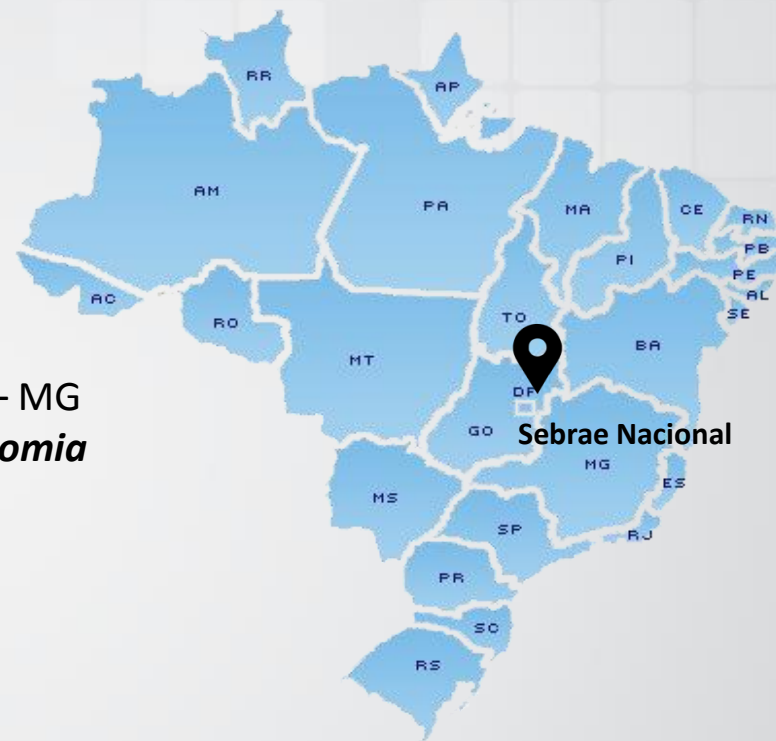 RR
AP
AM
PA
MA
CE
RN
PB
PI
PE
AL
SE
AC
RO
TO
BA
MT
DF
- MG
omia
GO
Sebrae Nacional
MG
ES
MS
SP
RJ
PR
SC
RS